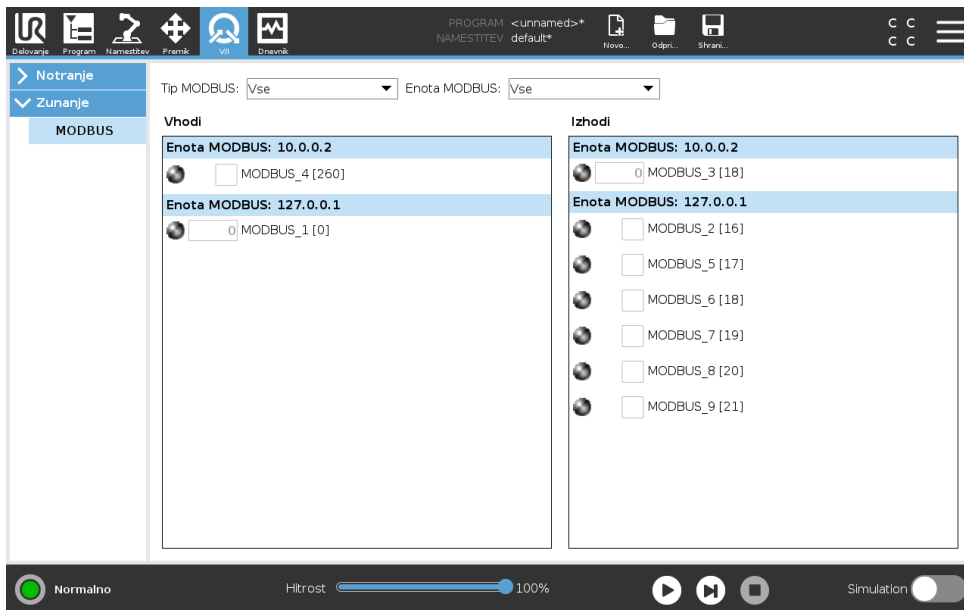 UR
PROGRAM <unnamed>*
NAMESTITEV default*
Delovanje Program Namestitev Premik V/I Dnevnik Novo... Odpri... Shrani...
C C
C C
Notranje
Zunanje
MODBUS
Tip MODBUS: Vse Enota MODBUS: Vse
Vhodi
Enota MODBUS: 10.0.0.2
MODBUS_4 [260]
Enota MODBUS: 127.0.0.1
0 MODBUS_1 [0]
Izhodi
Enota MODBUS: 10.0.0.2
0 MODBUS_3 [18]
Enota MODBUS: 127.0.0.1
MODBUS_2 [16]
MODBUS_5 [17]
MODBUS_6 [18]
MODBUS_7 [19]
MODBUS_8 [20]
MODBUS_9 [21]
Normalno Hitrost 100% Simulation